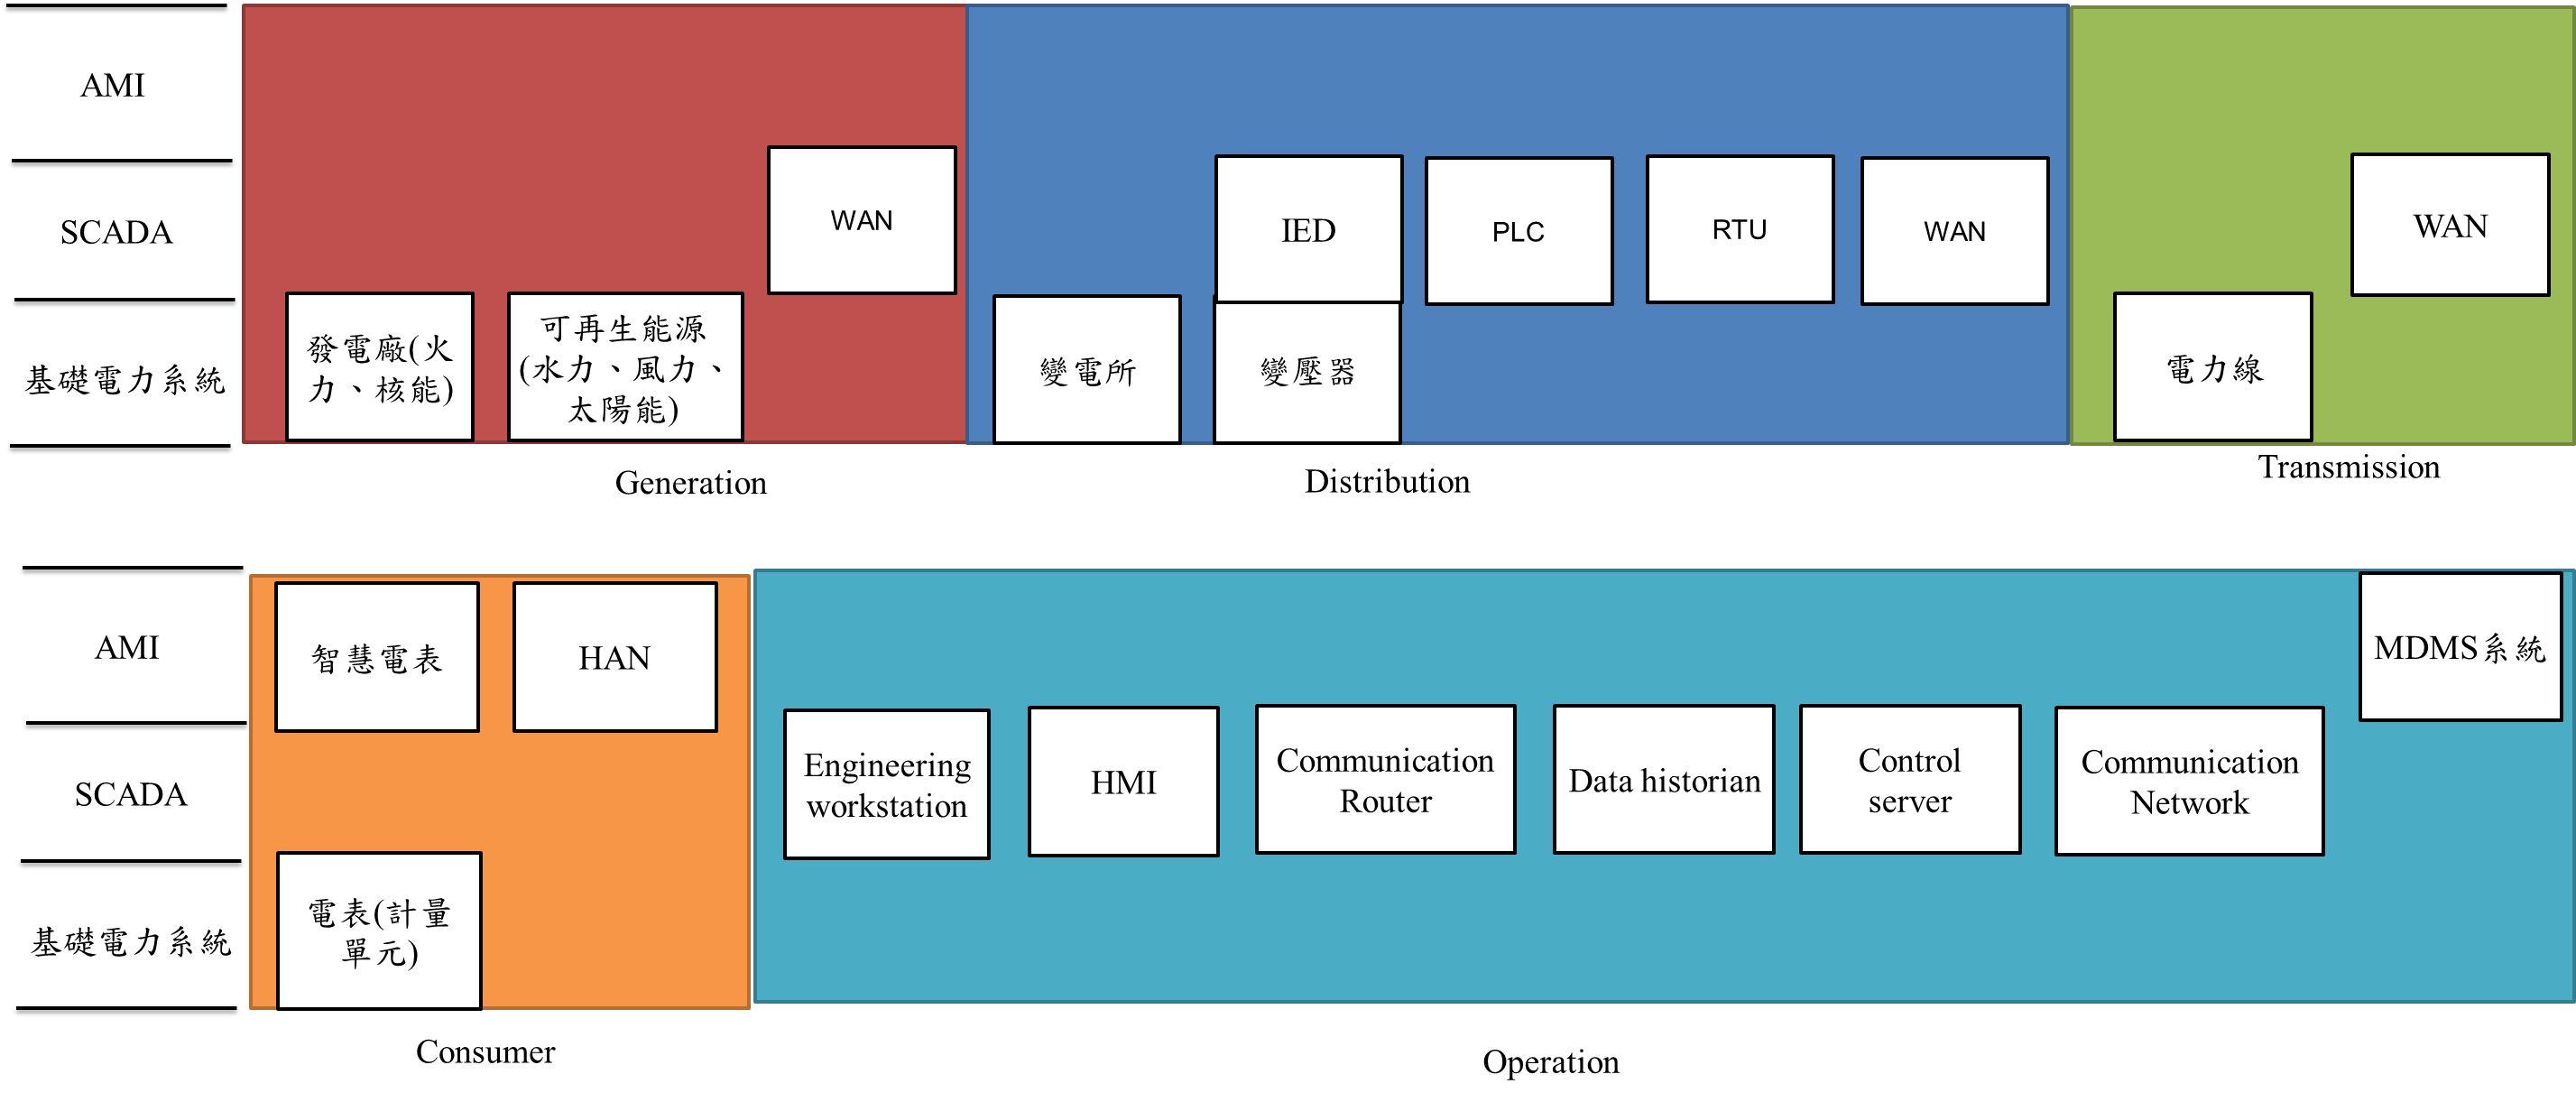 AMI
SCADA
基礎電力系統
WAN
發電廠(火
力、核能)
可再生能源
(水力、風力、
太陽能)
IED
PLC
RTU
WAN
變電所
變壓器
WAN
電力線
Generation
Distribution
Transmission
AMI
SCADA
基礎電力系統
智慧電表
HAN
電表(計量
單元)
MDMS系統
Engineering
workstation
HMI
Communication
Router
Data historian
Control
server
Communication
Network
Consumer
Operation